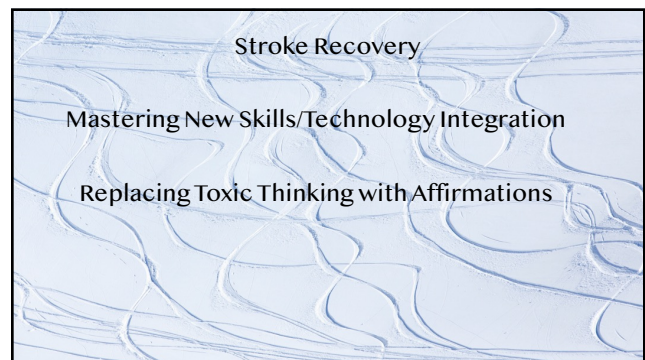 Stroke Recovery
Mastering New Skills/Technology Integration
Replacing Toxic Thinking with Affirmations